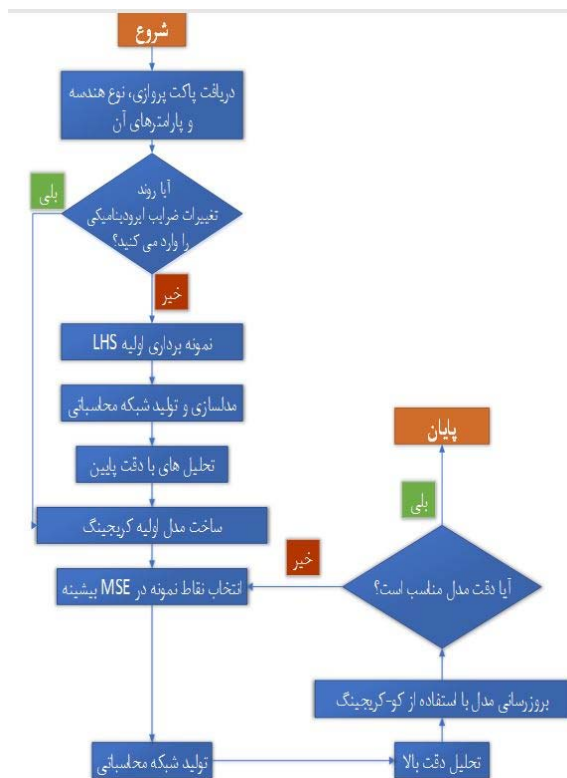 شروع
دریافت پاکت پروازی، نوع هندسه
و پارامترهای آن
آیا روند
تغییرات ضرایب ایرودینامیکی
را وارد می کنید؟
بلی
خیر
نمونه برداری اولیه LHS
مدلسازی و تولید شبکه محاسباتی
تحلیل های با دقت پایین
ساخت مدل اولیه کریجینگ
انتخاب نقاط نمونه در MSE بیشینه
تولید شبکه محاسباتی
تحلیل دقت بالا
بروزرسانی مدل با استفاده از کو-کریجینگ
آیا دقت مدل مناسب است؟
خیر
بلی
پایان